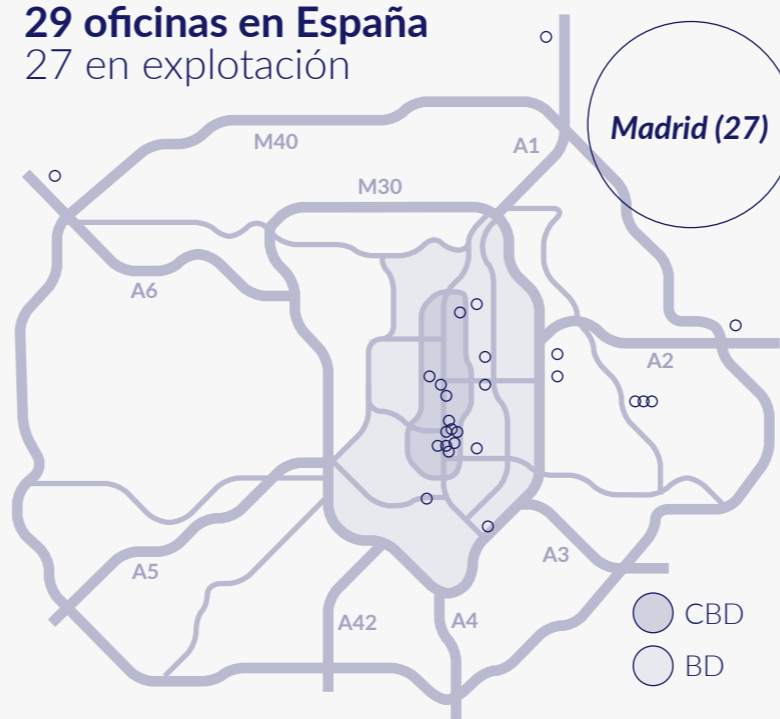 29 oficinas en España
27 en explotación
Madrid (27)
M40
A1
M30
A6
A2
A5
A3
A42
A4
CBD
BD